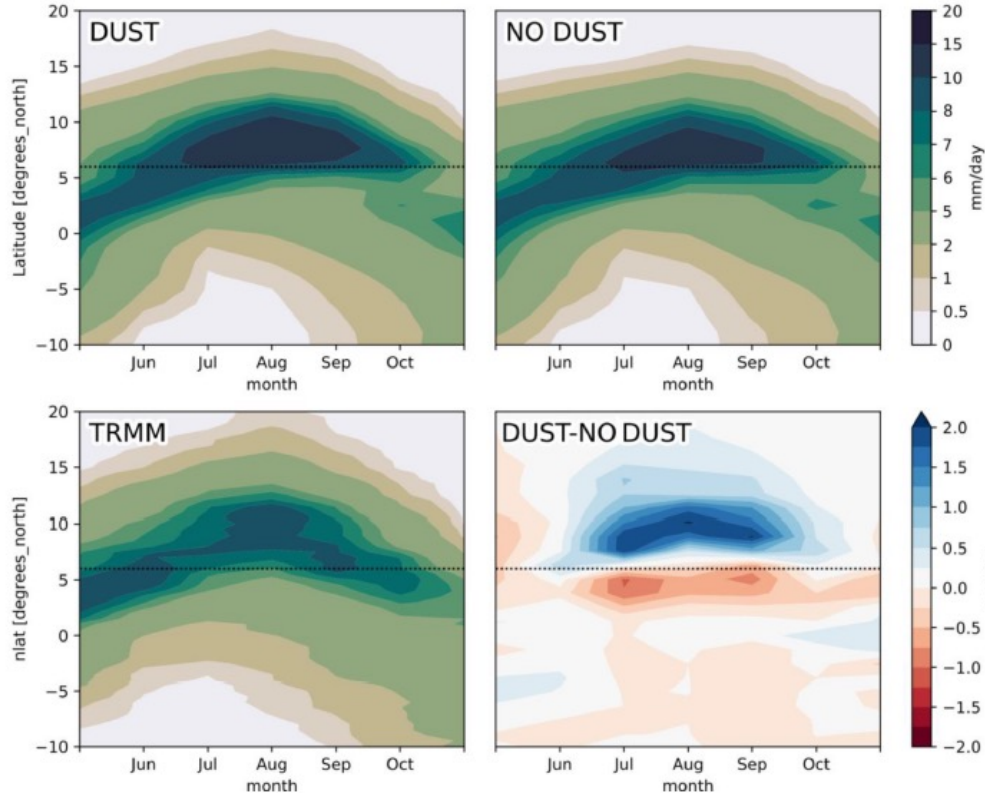 DUST
20
15
10
5
0
−5
−10
Latitude [degrees_north]
Jun Jul Aug Sep Oct
month
NO DUST
Jun Jul Aug Sep Oct
month
20
15
10
8
7
6
5
2
1
0.5
0
mm/day
TRMM
20
15
10
5
0
−5
−10
nlat [degrees_north]
Jun Jul Aug Sep Oct
month
DUST-NO DUST
Jun Jul Aug Sep Oct
month
2.0
1.5
1.0
0.5
0.0
−0.5
−1.0
−1.5
−2.0